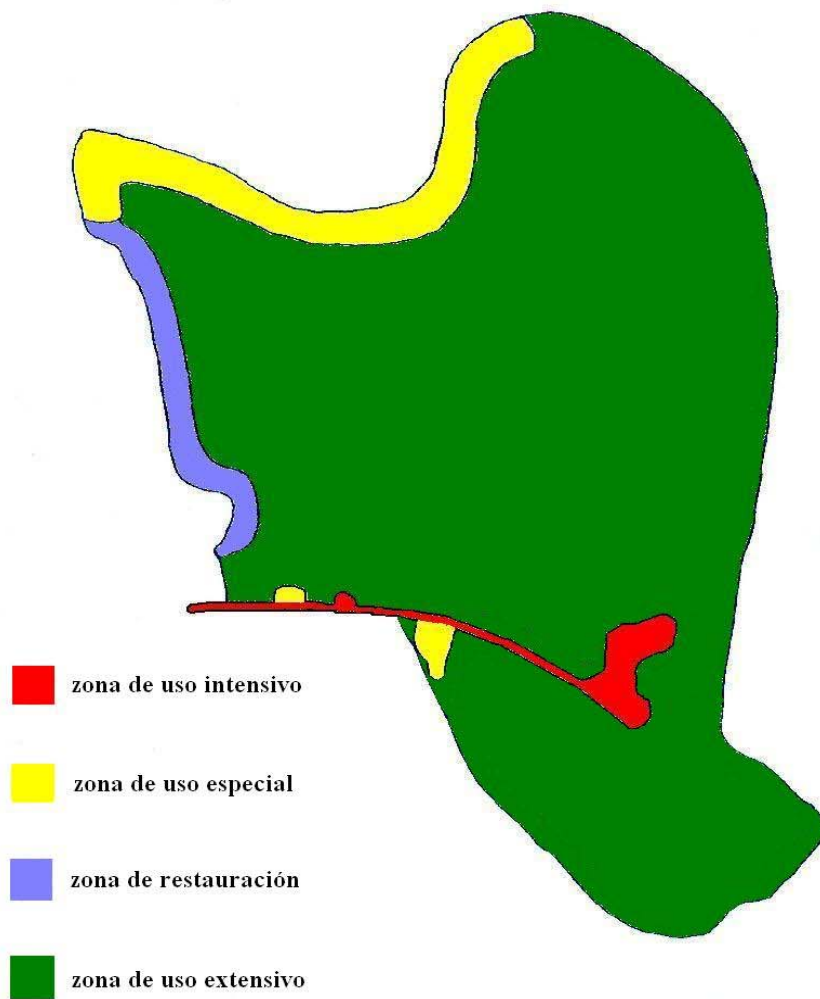 zona de uso intensivo
zona de uso especial
zona de restauración
zona de uso extensivo